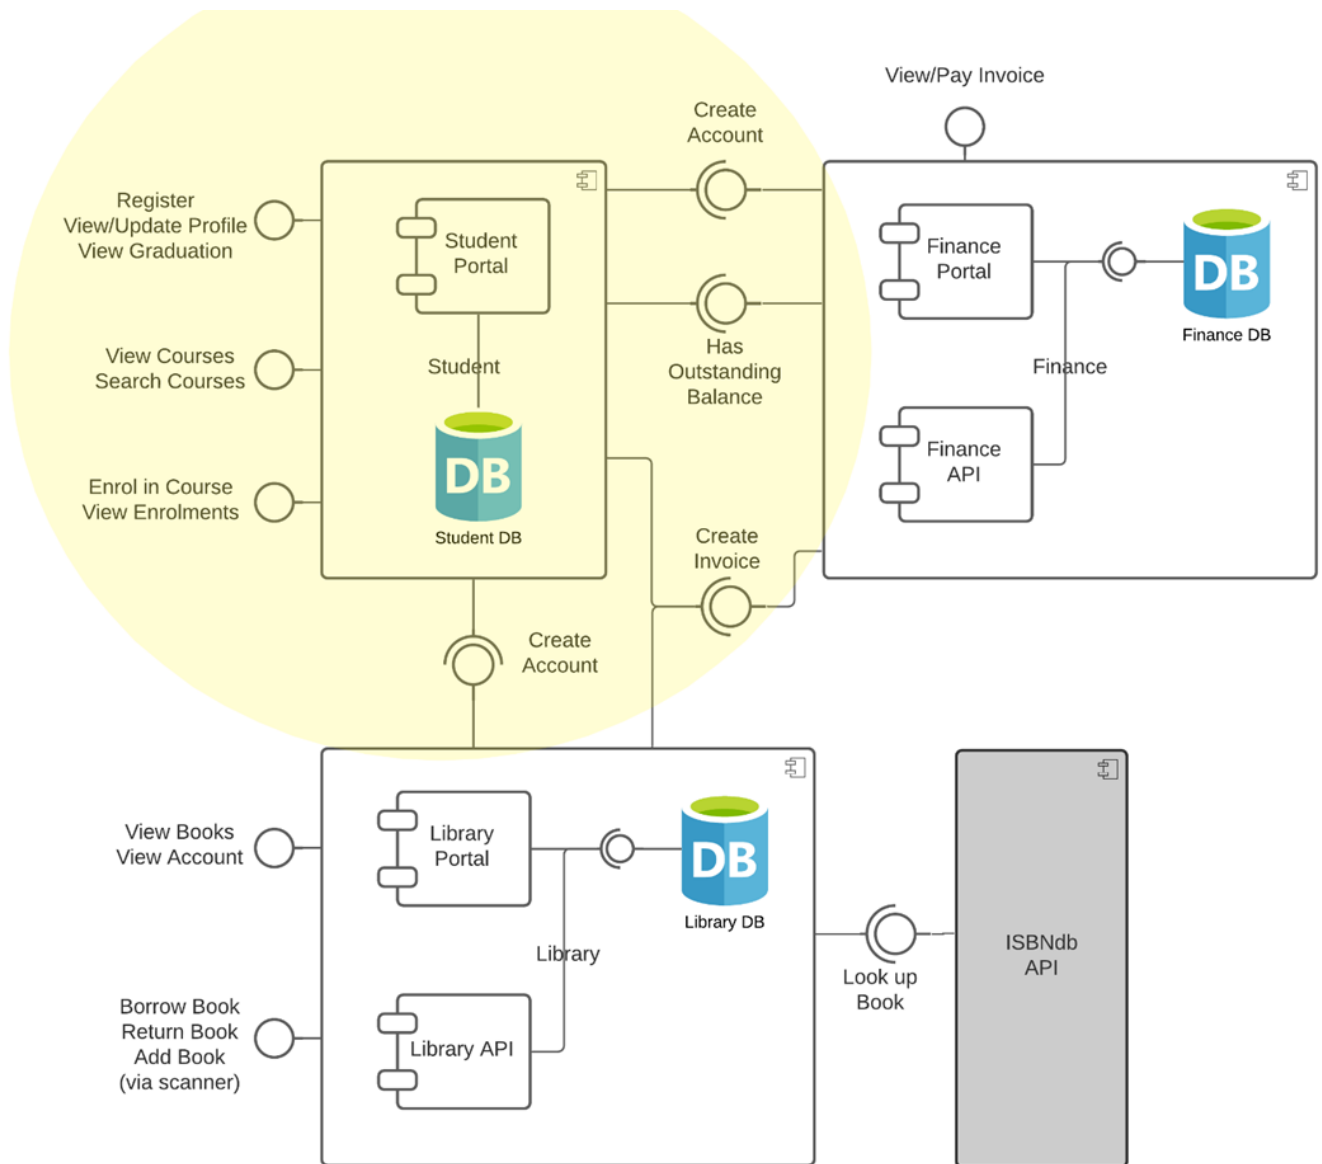 View/Pay Invoice
Create
Account
Register
View/Update Profile
View Graduation
Student
Portal
Finance
Portal
DB
Finance DB
View Courses
Search Courses
Student
Has
Outstanding
Balance
Finance
Enrol in Course
View Enrolments
DB
Student DB
Finance
API
Create
Invoice
Create
Account
View Books
View Account
Library
Portal
DB
Library DB
Library
Look up
Book
ISBNdb
API
Borrow Book
Return Book
Add Book
(via scanner)
Library API